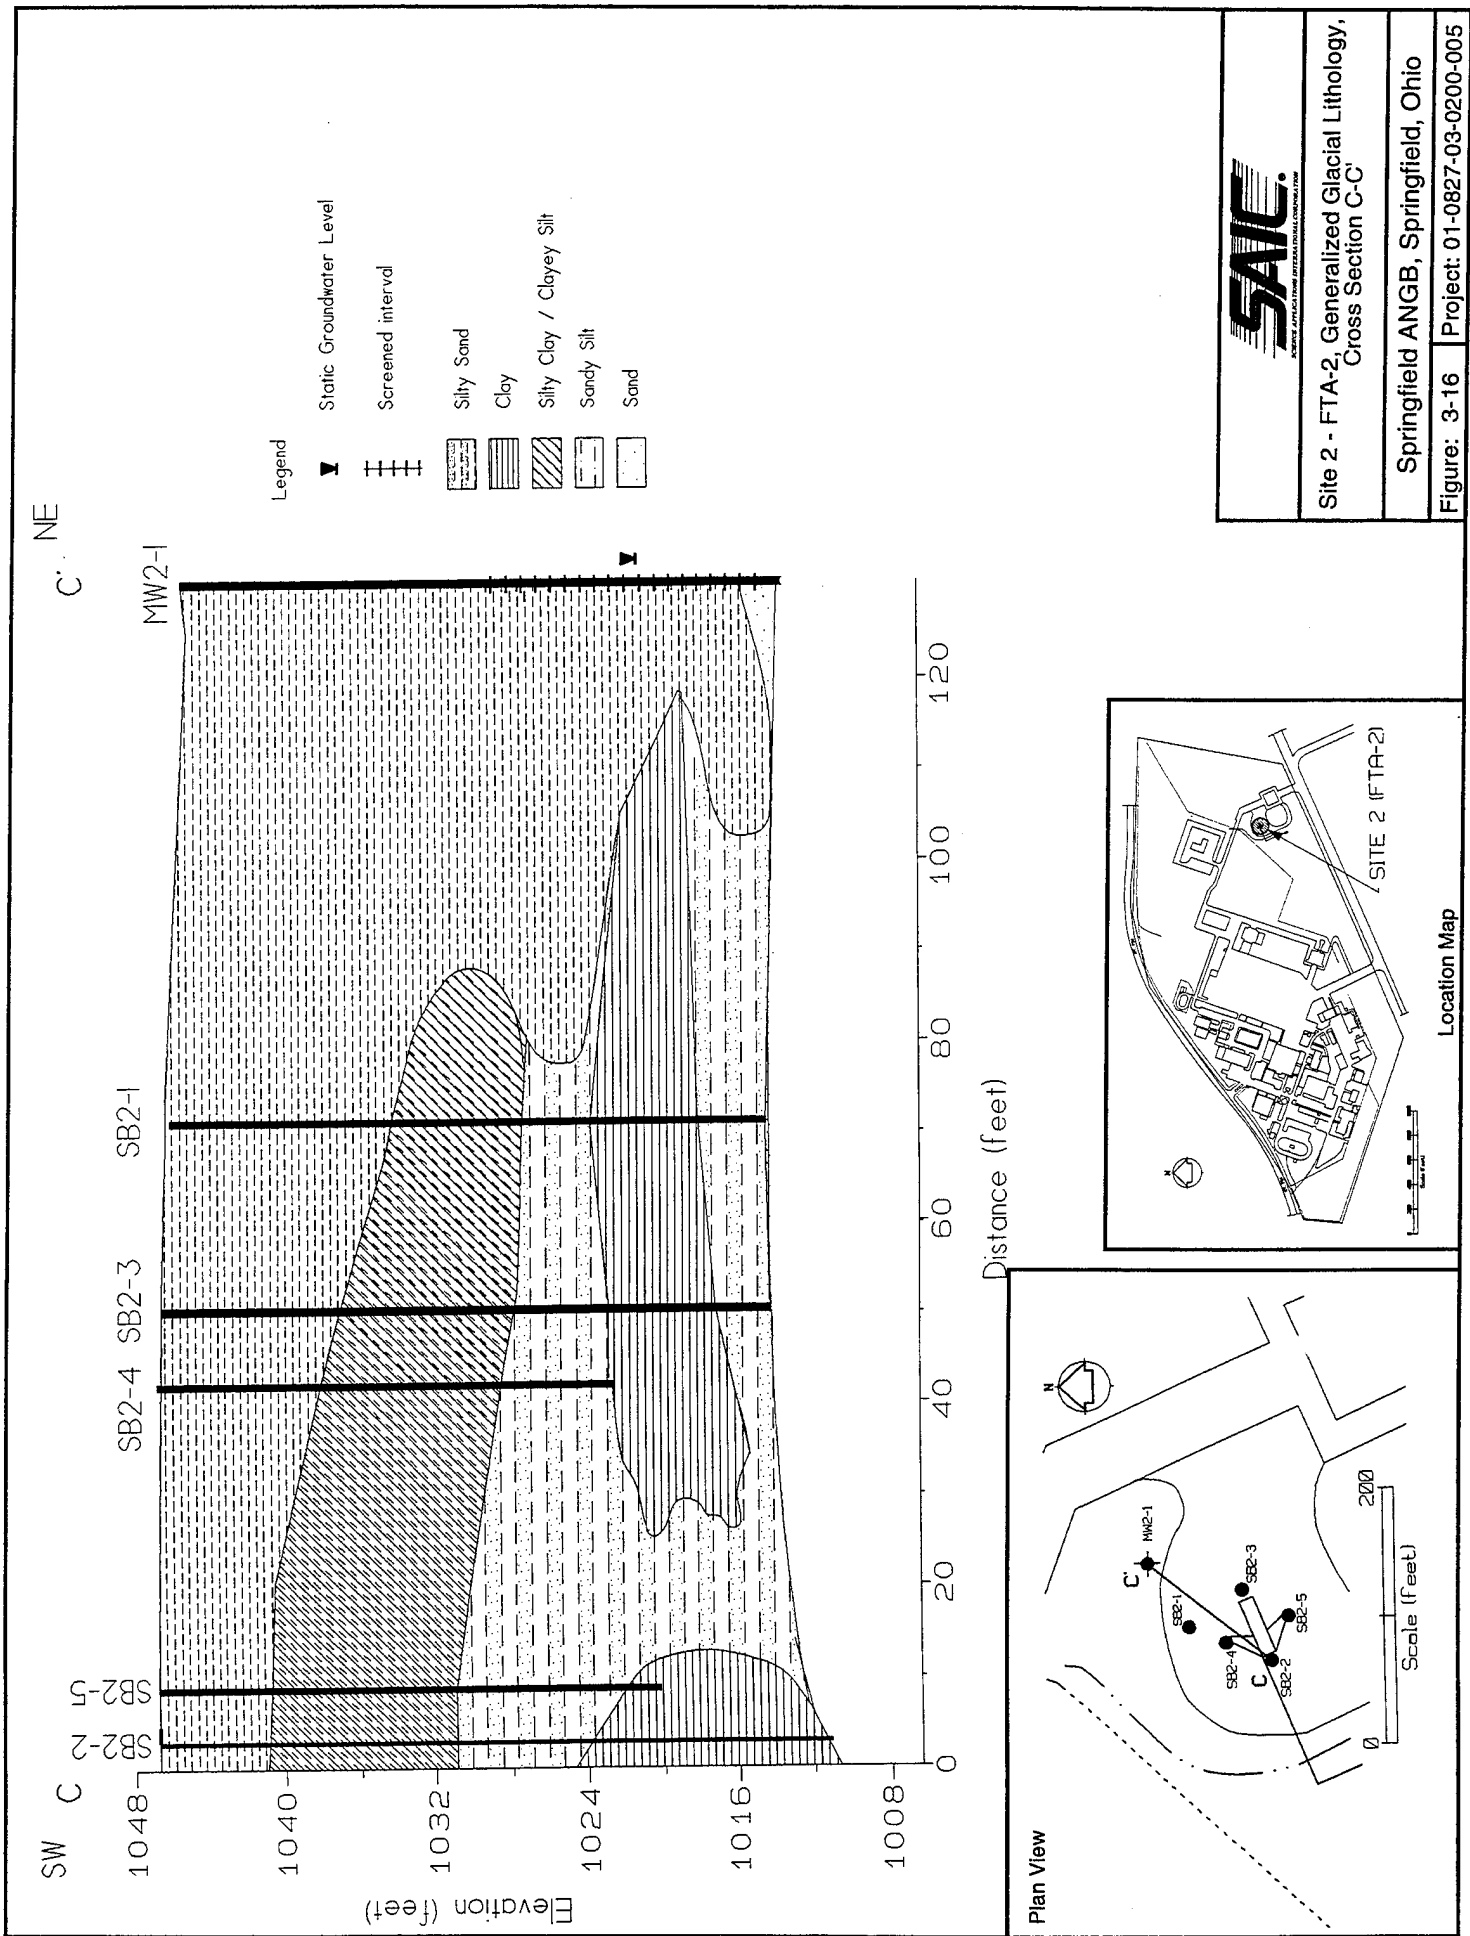 SW
C
C'
NE
SB2-2
SB2-5
SB2-4
SB2-3
SB2-1
MW2-1
Elevation (feet)
1048
1040
1032
1024
1016
1008
0
20
40
60
80
100
120
Distance (feet)
Legend
Static Groundwater Level
Screened interval
Silty Sand
Clay
Silty Clay / Clayey Silt
Sandy Silt
Sand
Plan View
N
C'
MW2-1
SB2-1
SB2-4
SB2-3
C
SB2-2
SB2-5
0
200
Scale (feet)
N
SITE 2 (FTA-2)
Location Map
SAIC.
SCIENCE APPLICATIONS INTERNATIONAL CORPORATION
Site 2 - FTA-2, Generalized Glacial Lithology,
Cross Section C-C'
Springfield ANGB, Springfield, Ohio
Figure: 3-16
Project: 01-0827-03-0200-005